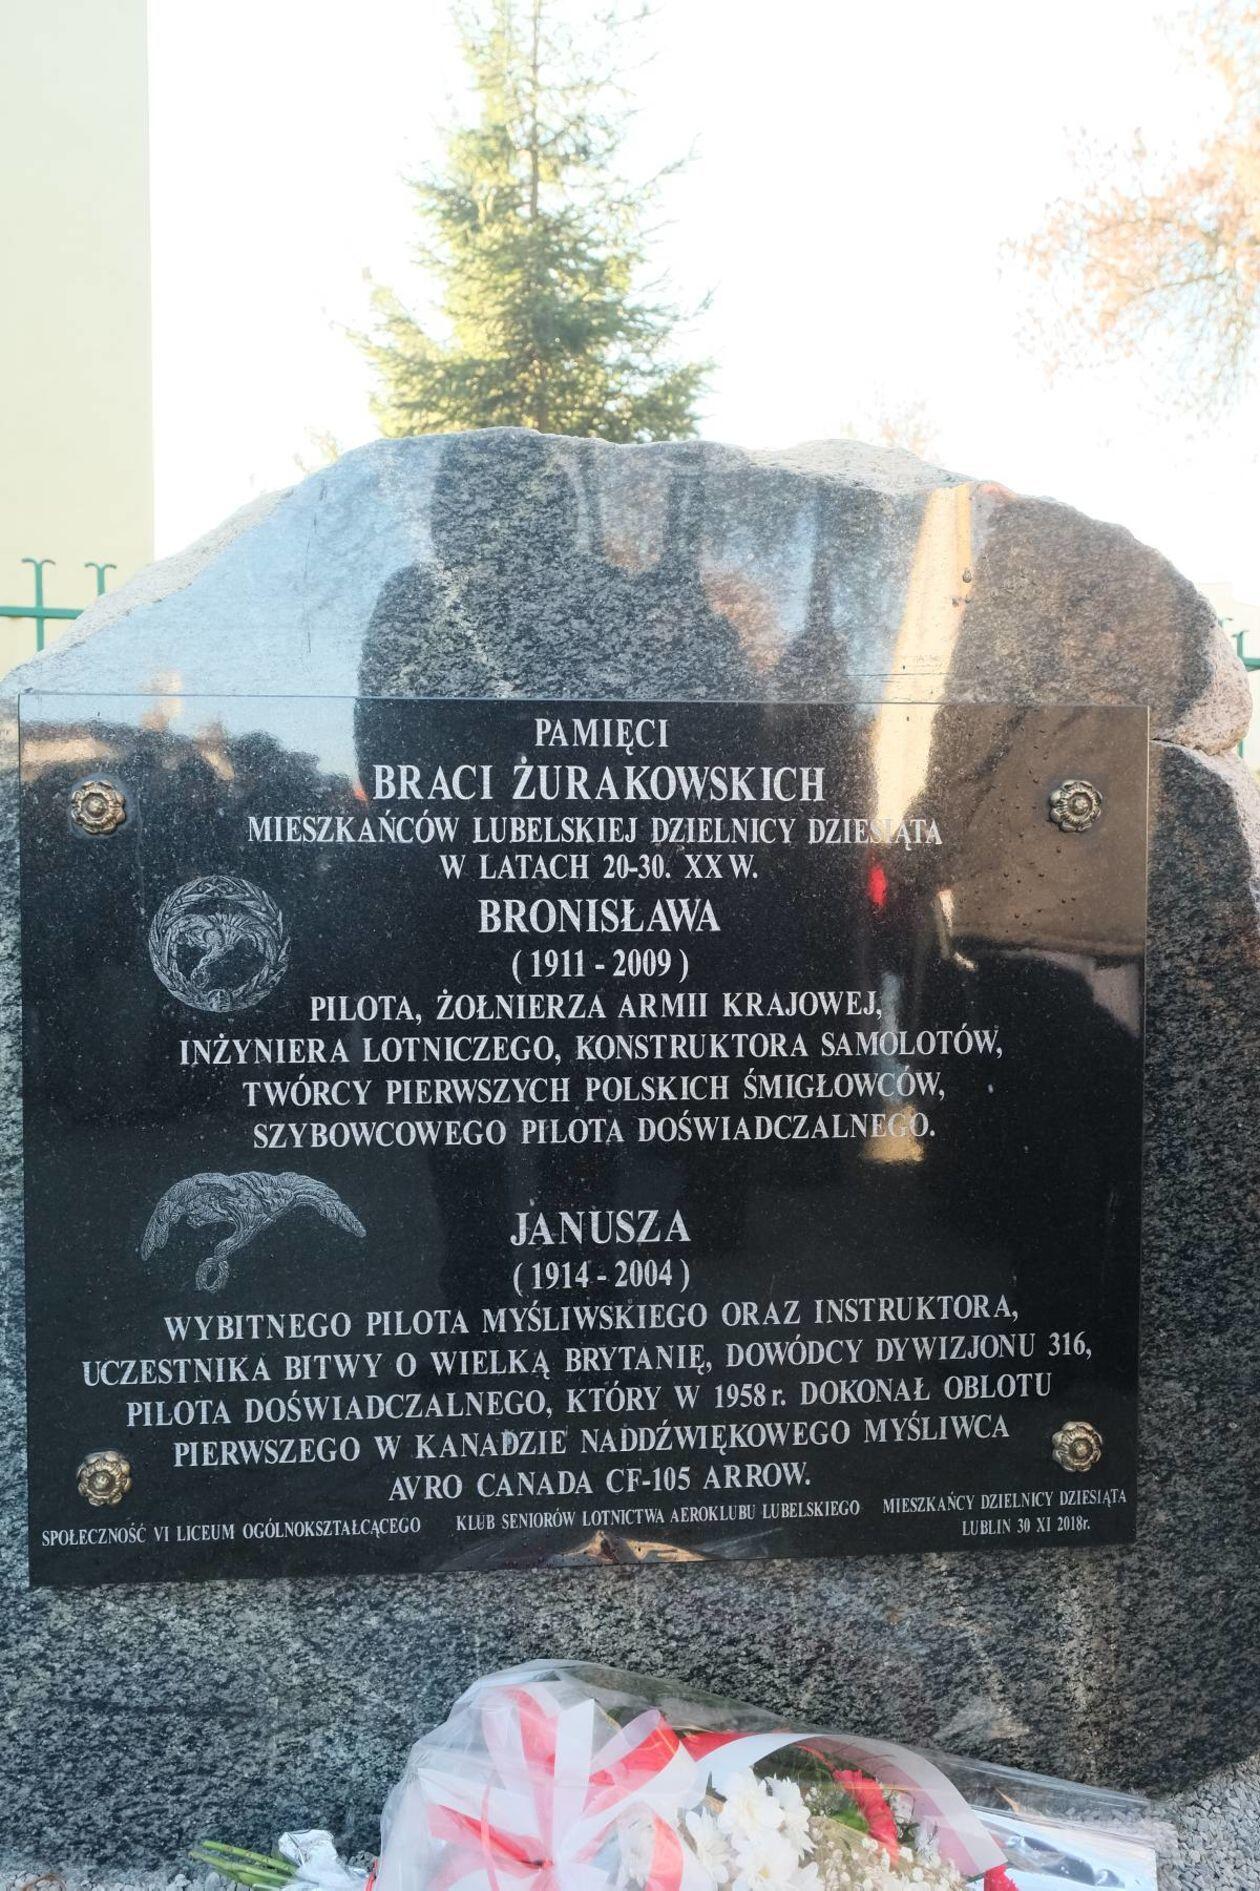 PAMIĘCI
BRACI ŻURAKOWSKICH
MIESZKAŃCÓW LUBELSKIEJ DZIELNICY DZIESIĄTA
W LATACH 20-30. XX W.
BRONISŁAWA
( 1911 - 2009 )
PILOTA, ŻOŁNIERZA ARMII KRAJOWEJ,
INŻYNIERA LOTNICZEGO, KONSTRUKTORA SAMOLOTÓW,
TWÓRCY PIERWSZYCH POLSKICH ŚMIGŁOWCÓW,
SZYBOWCOWEGO PILOTA DOŚWIADCZALNEGO.
JANUSZA
( 1914 - 2004 )
WYBITNEGO PILOTA MYŚLIWSKIEGO ORAZ INSTRUKTORA,
UCZESTNIKA BITWY O WIELKĄ BRYTANIĘ, DOWÓDCY DYWIZJONU 316,
PILOTA DOŚWIADCZALNEGO, KTÓRY W 1958 r. DOKONAŁ OBLOTU
PIERWSZEGO W KANADZIE NADDŹWIĘKOWEGO MYŚLIWCA
AVRO CANADA CF-105 ARROW.
SPOŁECZNOŚĆ VI LICEUM OGÓLNOKSZTAŁCĄCEGO
KLUB SENIORÓW LOTNICTWA AEROKLUBU LUBELSKIEGO
MIESZKAŃCY DZIELNICY DZIESIĄTA
LUBLIN 30 XI 2018r.